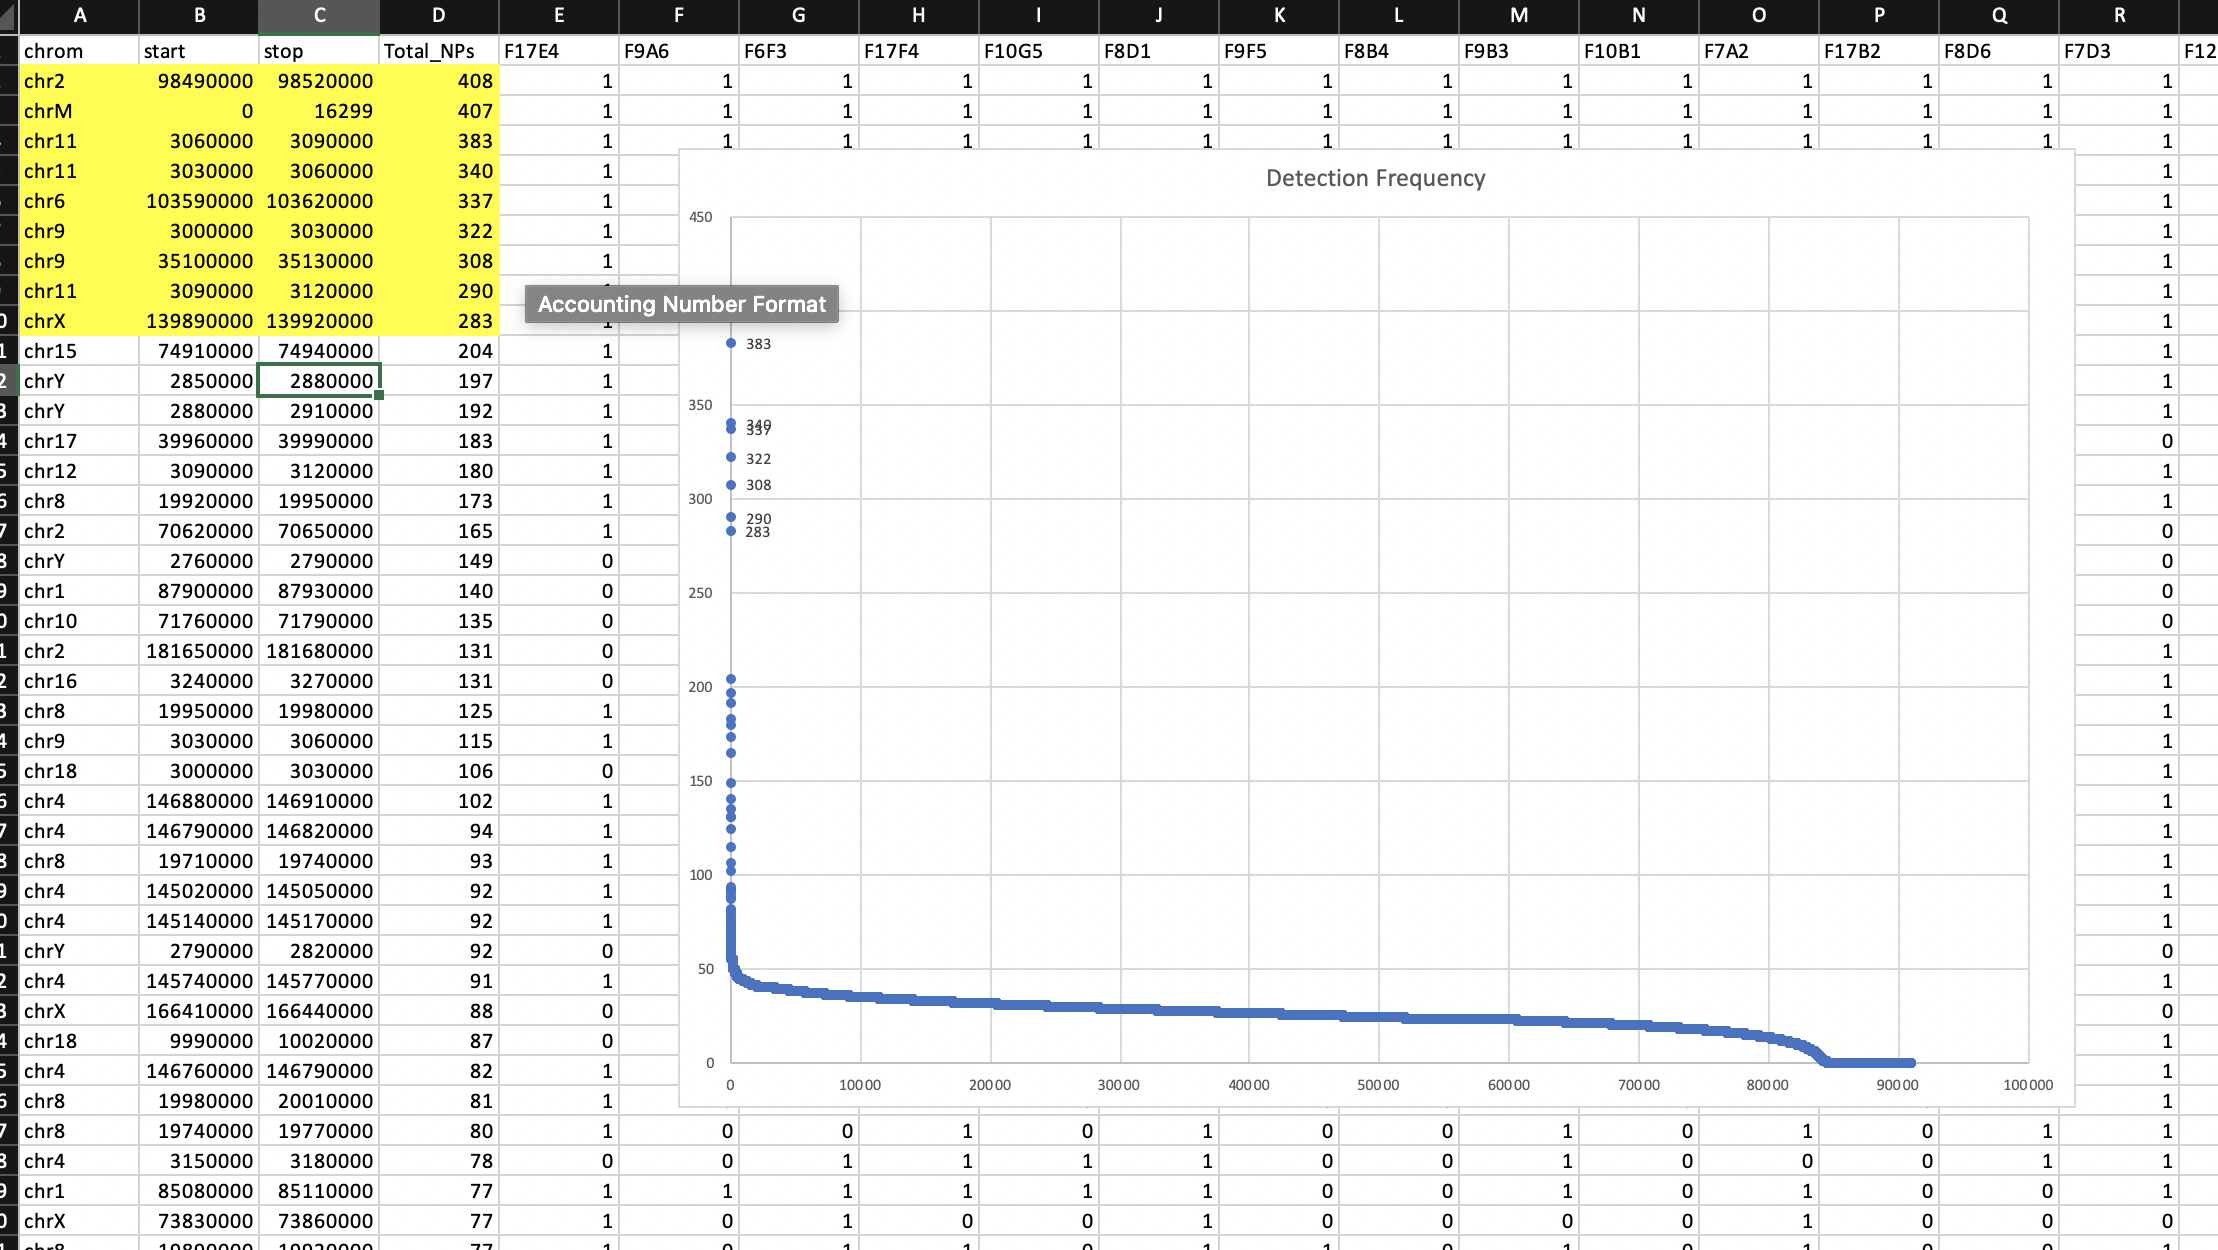 A B C D E F G H I J K L M N O P Q R
chrom start stop Total_NPs F17E4 F9A6 F6F3 F17F4 F10G5 F8D1 F9F5 F8B4 F9B3 F10B1 F7A2 F17B2 F8D6 F7D3 F12
chr2 98490000 98520000 408 1 1 1 1 1 1 1 1 1 1 1 1 1 1
chrM 0 16299 407 1 1 1 1 1 1 1 1 1 1 1 1 1 1
chr11 3060000 3090000 383 1 1 1 1 1 1 1 1 1 1 1 1 1 1
chr11 3030000 3060000 340 1 1
chr6 103590000 103620000 337 1 1
chr9 3000000 3030000 322 1 1
chr9 35100000 35130000 308 1 1
chr11 3090000 3120000 290 1
chrX 139890000 139920000 283 1 1
chr15 74910000 74940000 204 1 1
chrY 2850000 2880000 197 1 1
chrY 2880000 2910000 192 1 1
chr17 39960000 39990000 183 1 0
chr12 3090000 3120000 180 1 1
chr8 19920000 19950000 173 1 1
chr2 70620000 70650000 165 1 0
chrY 2760000 2790000 149 0 0
chr1 87900000 87930000 140 0 0
chr10 71760000 71790000 135 0 0
chr2 181650000 181680000 131 0 1
chr16 3240000 3270000 131 0 1
chr8 19950000 19980000 125 1 1
chr9 3030000 3060000 115 1 1
chr18 3000000 3030000 106 0 1
chr4 146880000 146910000 102 1 1
chr4 146790000 146820000 94 1 1
chr8 19710000 19740000 93 1 1
chr4 145020000 145050000 92 1 1
chr4 145140000 145170000 92 1 1
chrY 2790000 2820000 92 0 0
chr4 145740000 145770000 91 1 1
chrX 166410000 166440000 88 0 0
chr18 9990000 10020000 87 0 1
chr4 146760000 146790000 82 1 1
chr8 19980000 20010000 81 1 1
chr8 19740000 19770000 80 1 0 0 1 0 1 0 0 1 0 1 0 1 1
chr4 3150000 3180000 78 0 0 1 1 1 1 0 0 1 0 0 0 1 1
chr1 85080000 85110000 77 1 1 1 1 1 1 0 0 1 0 1 0 0 1
chrX 73830000 73860000 77 1 0 1 0 0 1 0 0 0 0 1 0 0 0
Detection Frequency
450
383
350
340
337
322
308
300
290
283
250
200
150
100
50
0
0 10000 20000 30000 40000 50000 60000 70000 80000 90000 100000
Accounting Number Format